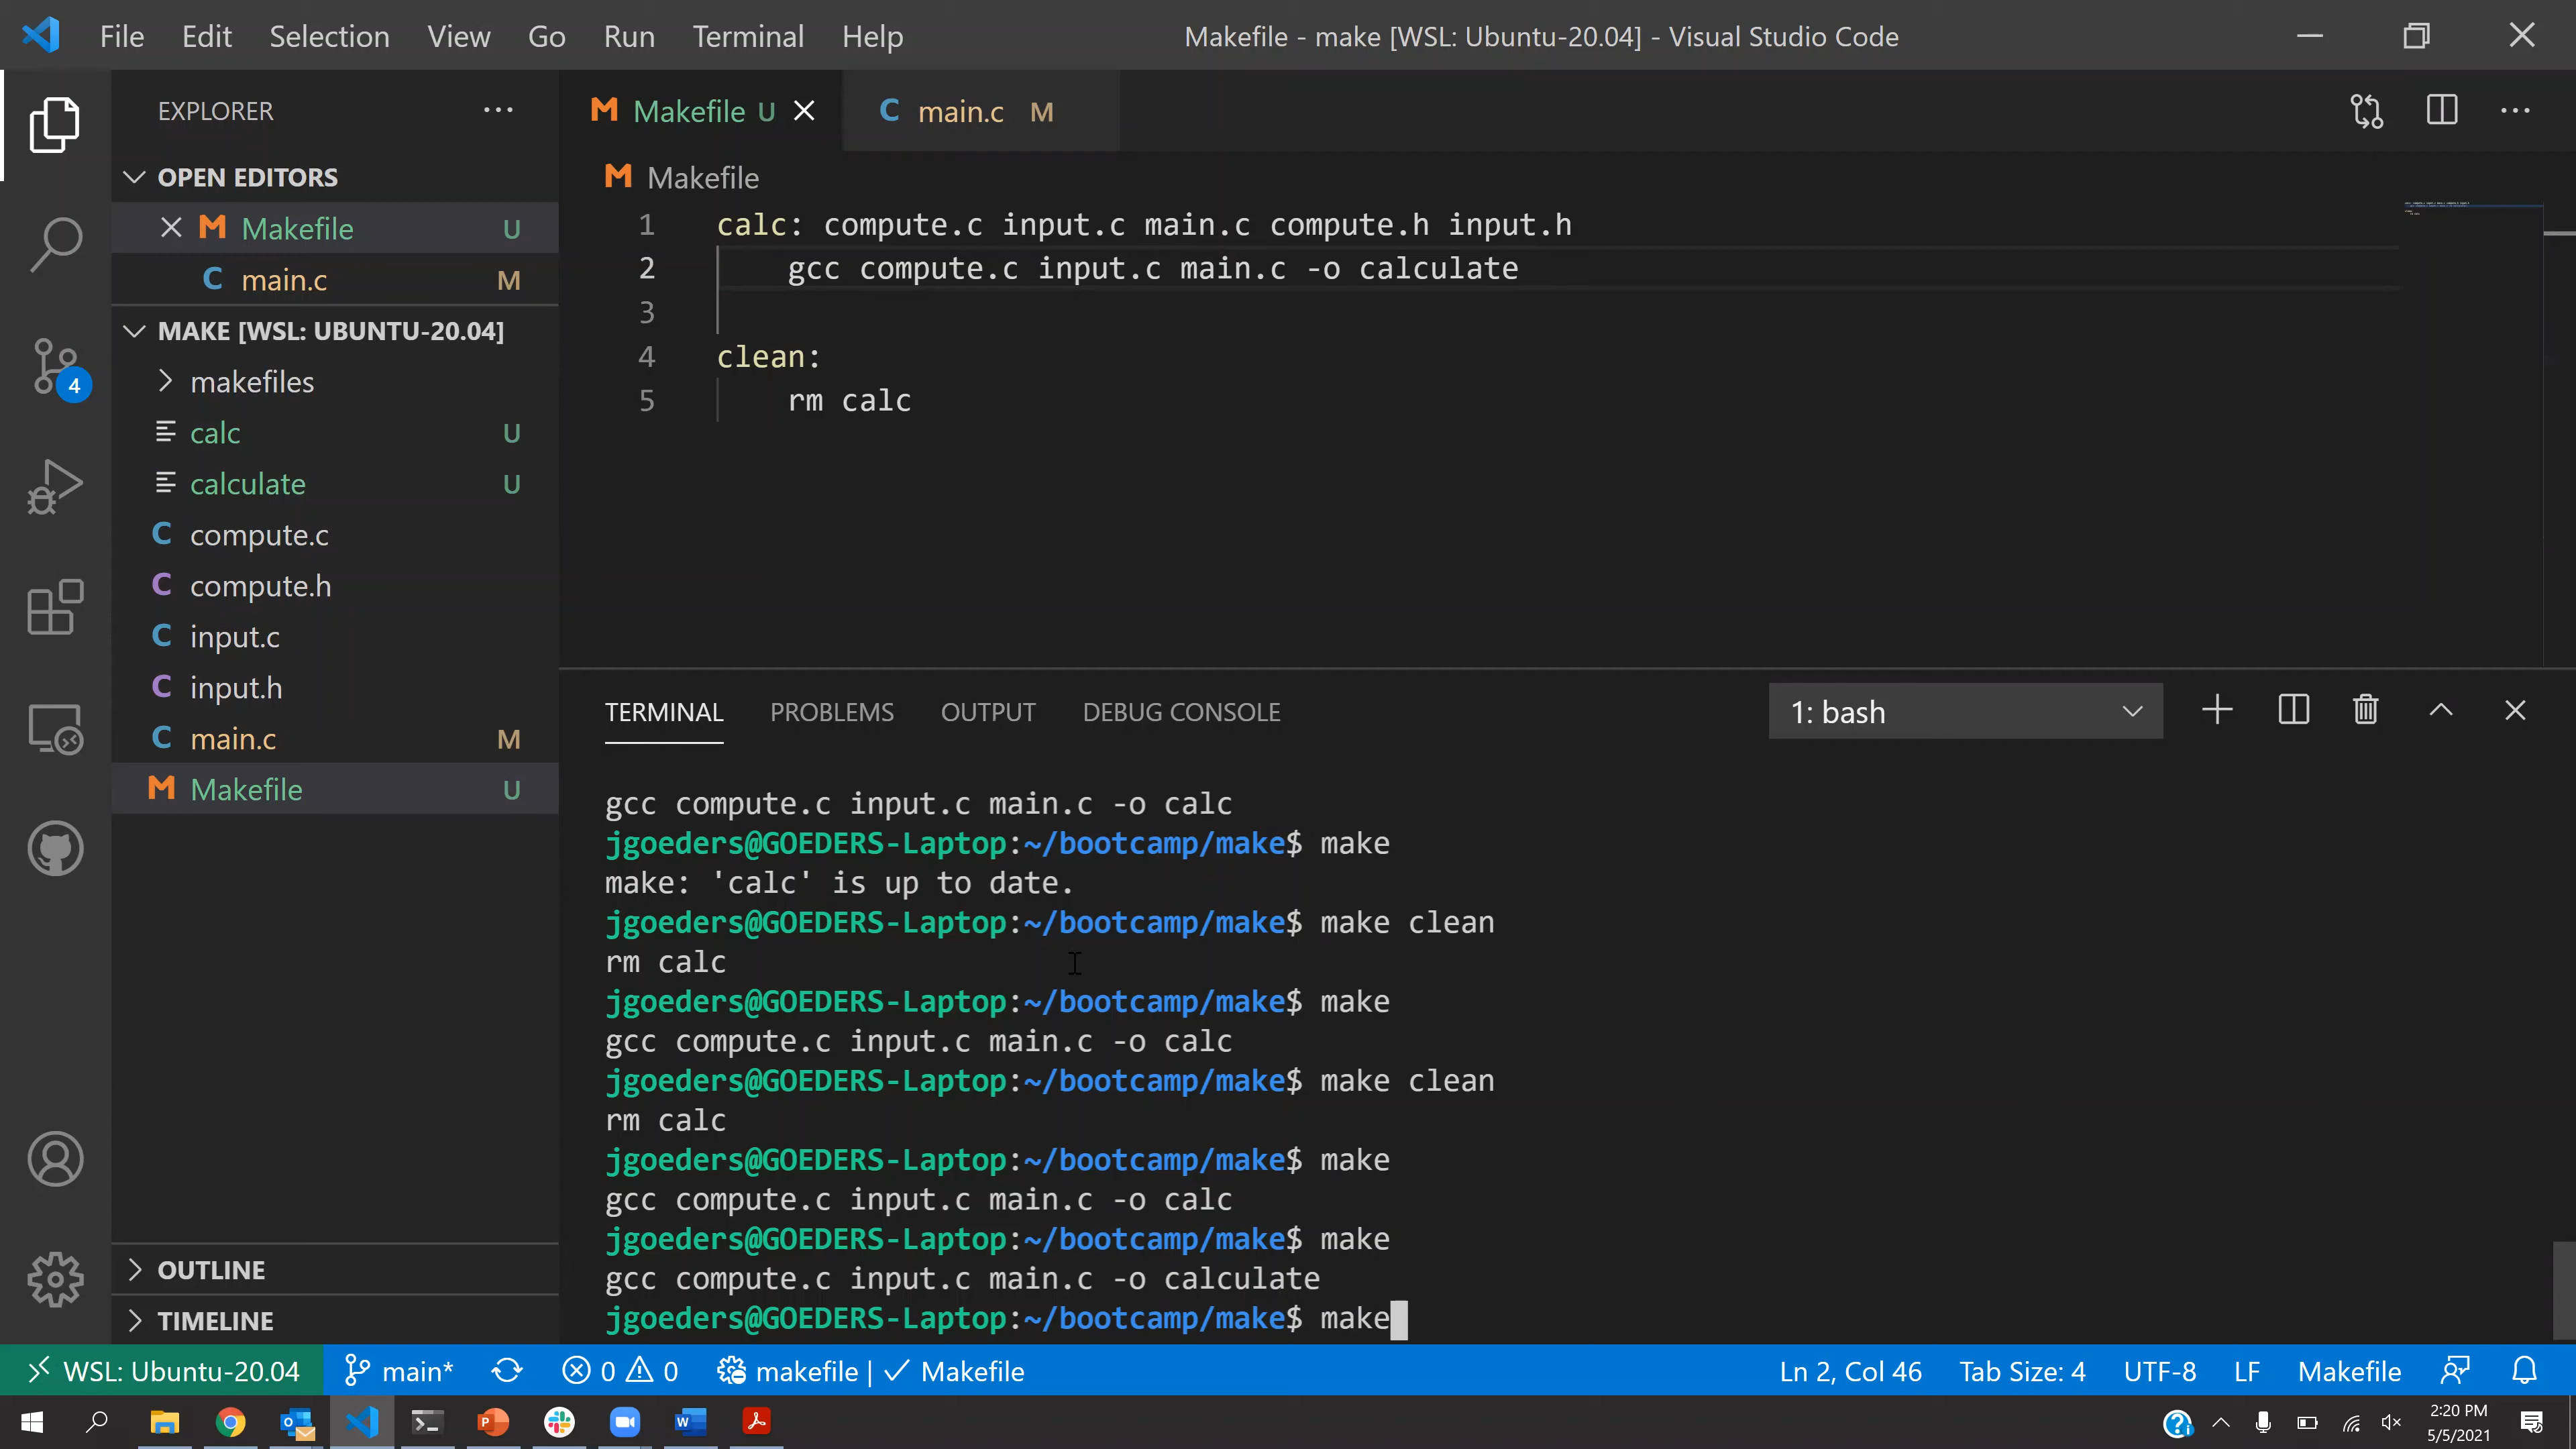 File Edit Selection View Go Run Terminal Help Makefile - make [WSL: Ubuntu-20.04] - Visual Studio Code
EXPLORER ···
OPEN EDITORS
M Makefile U
C main.c M
MAKE [WSL: UBUNTU-20.04]
makefiles
calc U
calculate U
C compute.c
C compute.h
C input.c
C input.h
C main.c M
M Makefile U
OUTLINE
TIMELINE
4
M Makefile U C main.c M
M Makefile
1 calc: compute.c input.c main.c compute.h input.h
2 gcc compute.c input.c main.c -o calculate
3
4 clean:
5 rm calc
TERMINAL PROBLEMS OUTPUT DEBUG CONSOLE 1: bash
gcc compute.c input.c main.c -o calc
jgoeders@GOEDERS-Laptop:~/bootcamp/make$ make
make: 'calc' is up to date.
jgoeders@GOEDERS-Laptop:~/bootcamp/make$ make clean
rm calc
jgoeders@GOEDERS-Laptop:~/bootcamp/make$ make
gcc compute.c input.c main.c -o calc
jgoeders@GOEDERS-Laptop:~/bootcamp/make$ make clean
rm calc
jgoeders@GOEDERS-Laptop:~/bootcamp/make$ make
gcc compute.c input.c main.c -o calc
jgoeders@GOEDERS-Laptop:~/bootcamp/make$ make
gcc compute.c input.c main.c -o calculate
jgoeders@GOEDERS-Laptop:~/bootcamp/make$ make
WSL: Ubuntu-20.04 main* 0 0 makefile | ✓ Makefile Ln 2, Col 46 Tab Size: 4 UTF-8 LF Makefile
2:20 PM
5/5/2021